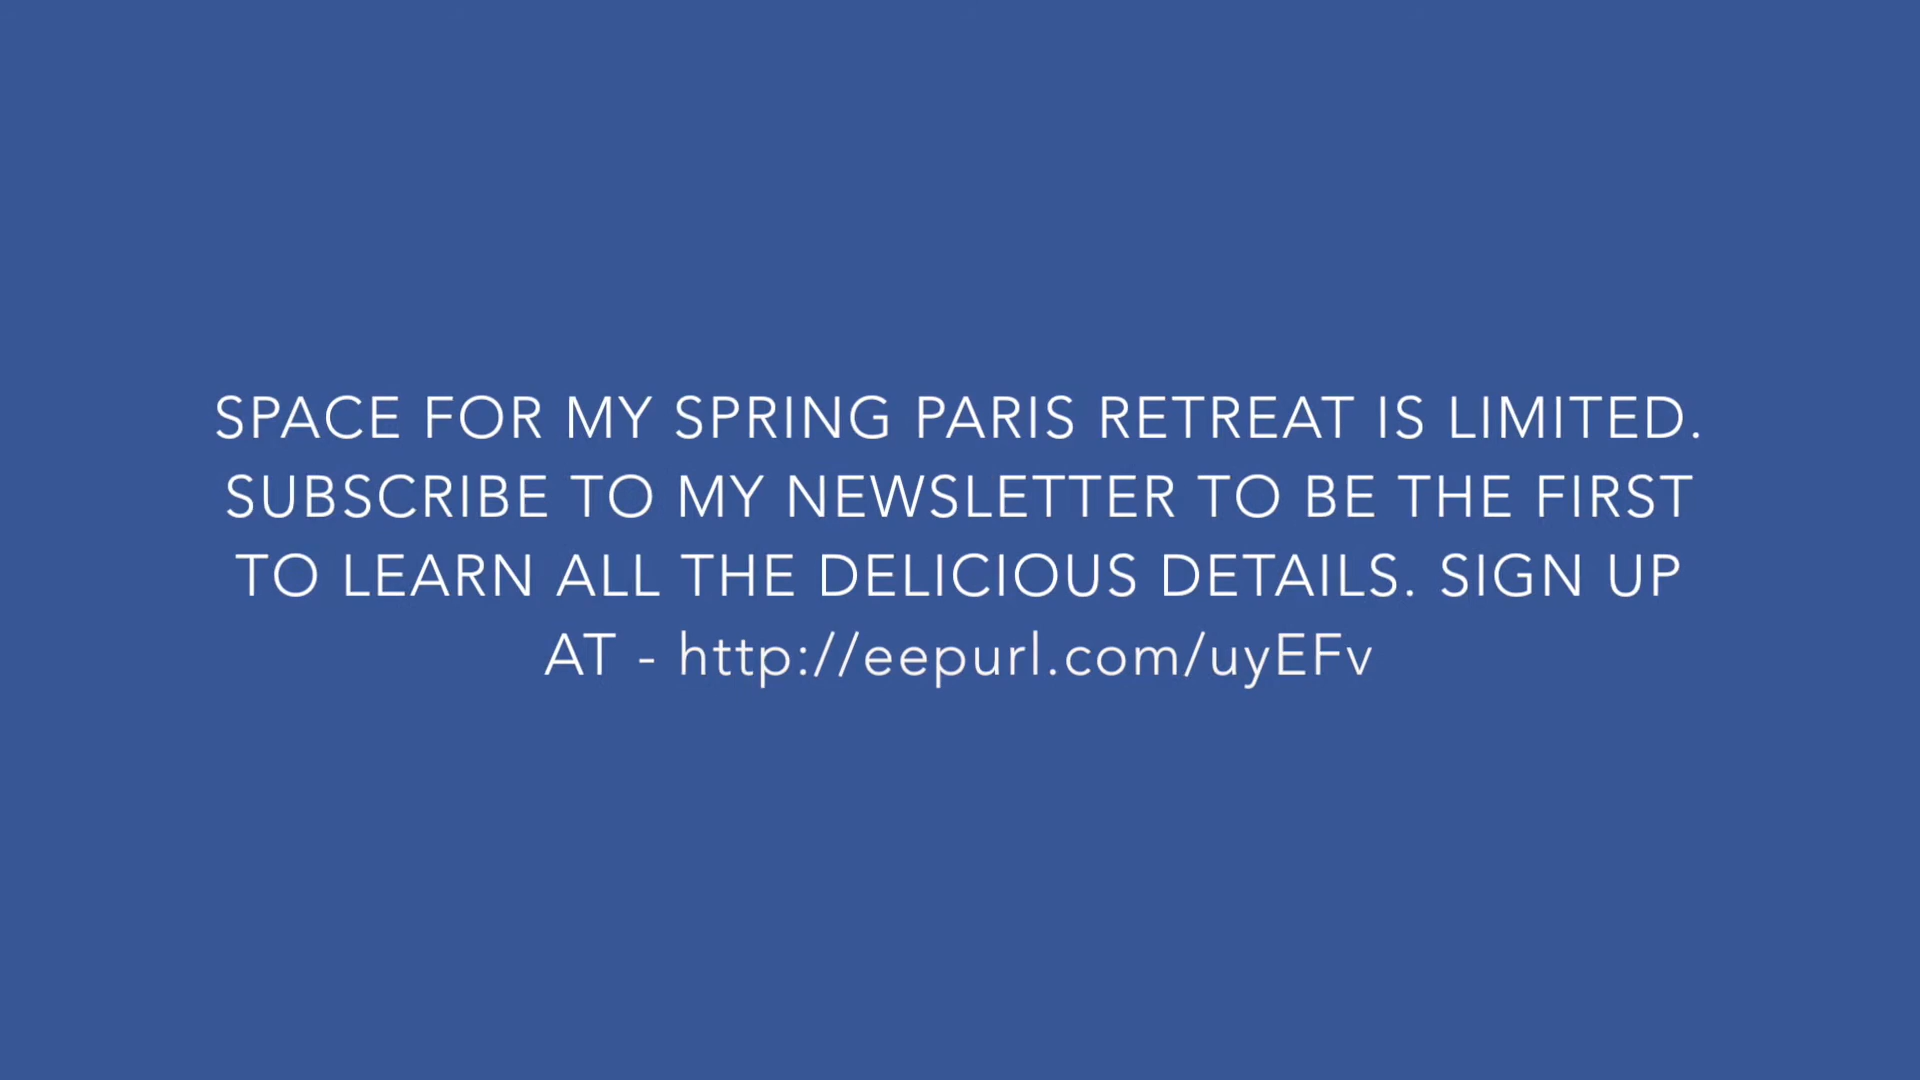 SPACE FOR MY SPRING PARIS RETREAT IS LIMITED.
SUBSCRIBE TO MY NEWSLETTER TO BE THE FIRST
TO LEARN ALL THE DELICIOUS DETAILS. SIGN UP
AT - http://eepurl.com/uyEFv